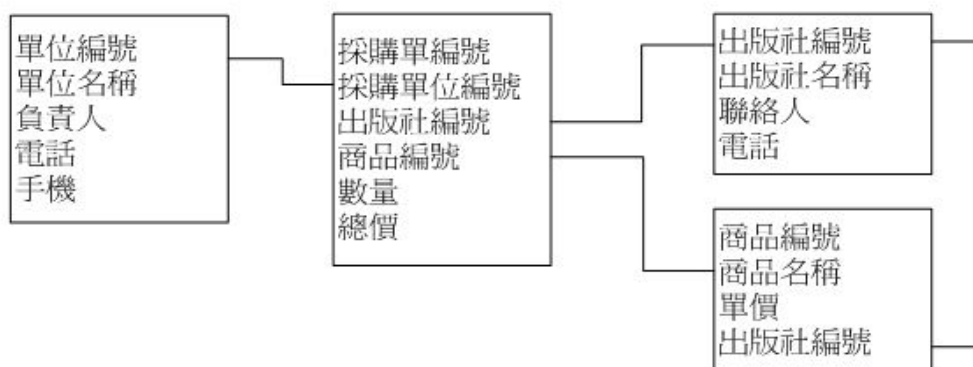 單位編號
單位名稱
負責人
電話
手機
採購單編號
採購單位編號
出版社編號
商品編號
數量
總價
出版社編號
出版社名稱
聯絡人
電話
商品編號
商品名稱
單價
出版社編號